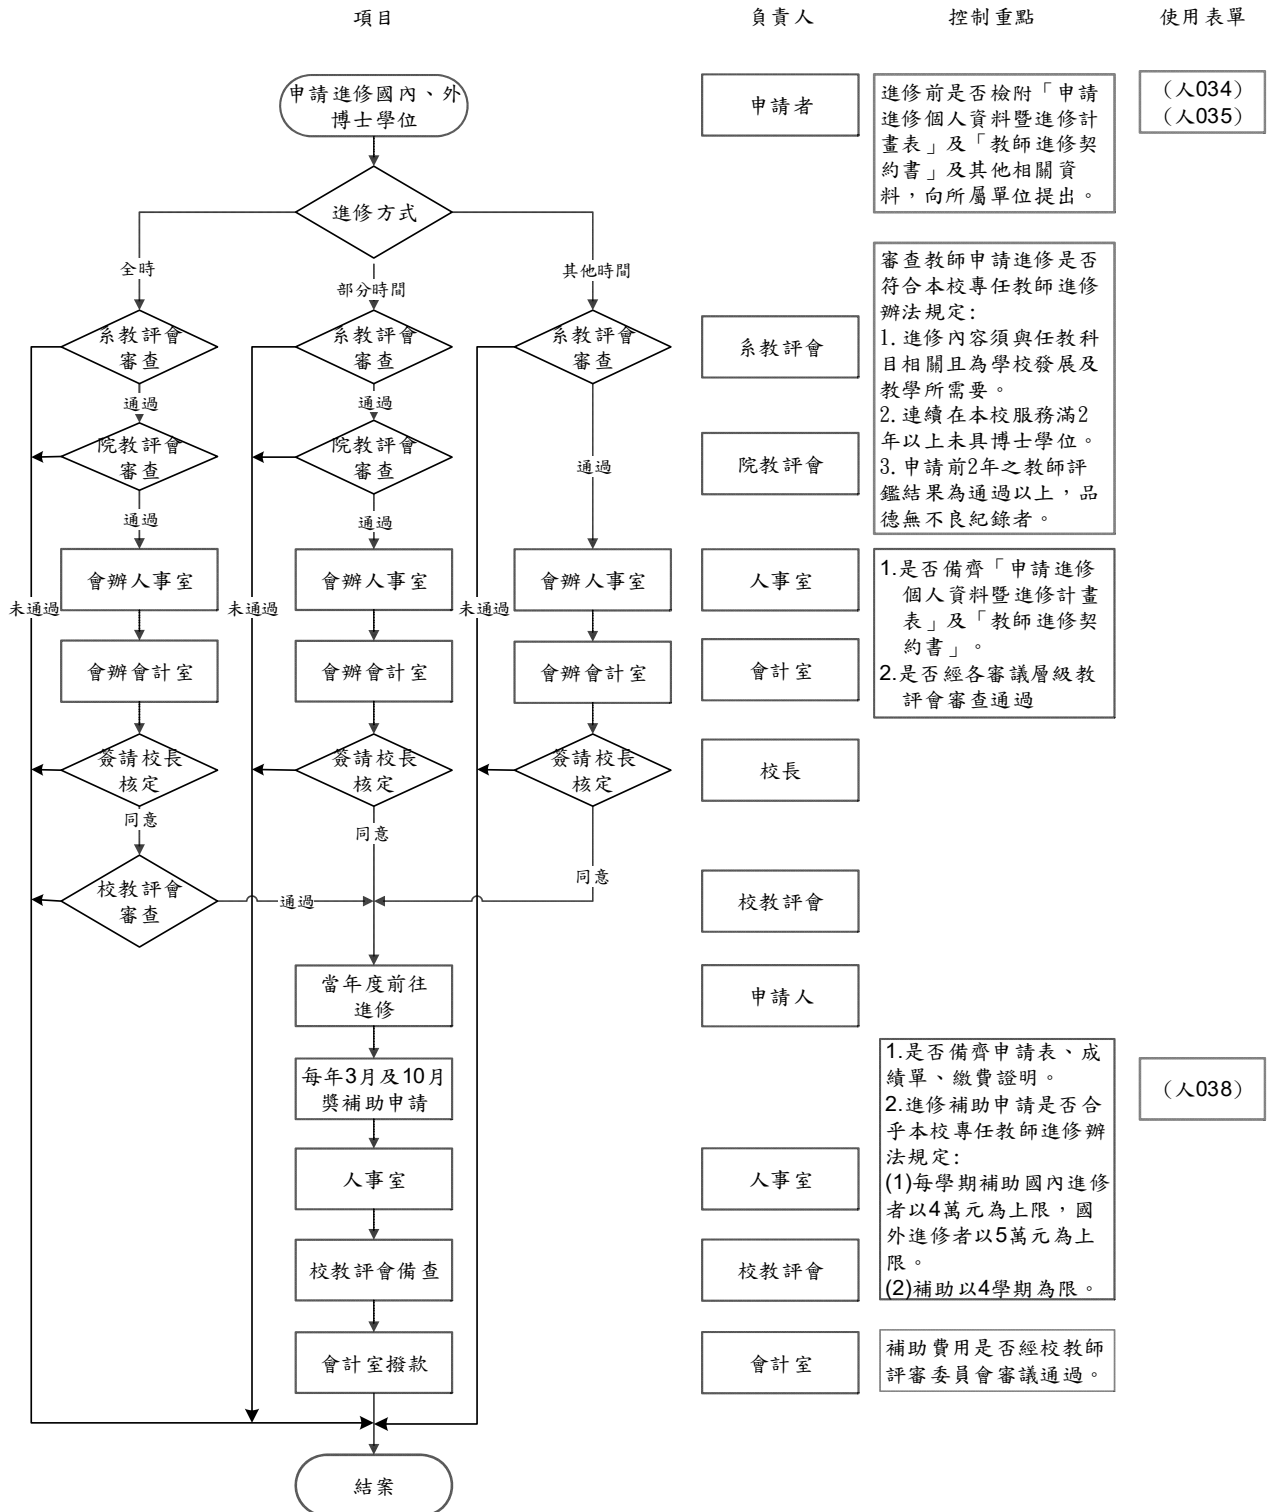 項目
負責人
控制重點
使用表單
申請進修國內、外
博士學位
申請者
進修前是否檢附「申請
進修個人資料暨進修計
畫表」及「教師進修契
約書」及其他相關資
料，向所屬單位提出。
（人034）
（人035）
進修方式
全時
部分時間
其他時間
系教評會
審查
系教評會
審查
系教評會
審查
系教評會
審查教師申請進修是否
符合本校專任教師進修
辦法規定:
1.進修內容須與任教科
目相關且為學校發展及
教學所需要。
2.連續在本校服務滿2
年以上未具博士學位。
3.申請前2年之教師評
鑑結果為通過以上，品
德無不良紀錄者。
通過
通過
通過
院教評會
審查
院教評會
審查
院教評會
通過
通過
會辦人事室
會辦人事室
會辦人事室
人事室
1.是否備齊「申請進修
個人資料暨進修計畫
表」及「教師進修契
約書」。
2.是否經各審議層級教
評會審查通過
未通過
未通過
未通過
會辦會計室
會辦會計室
會辦會計室
會計室
簽請校長
核定
簽請校長
核定
簽請校長
核定
校長
同意
同意
同意
校教評會
審查
通過
校教評會
當年度前往
進修
申請人
每年3月及10月
獎補助申請
1.是否備齊申請表、成
績單、繳費證明。
2.進修補助申請是否合
乎本校專任教師進修辦
法規定:
(1)每學期補助國內進修
者以4萬元為上限，國
外進修者以5萬元為上
限。
(2)補助以4學期為限。
（人038）
人事室
人事室
校教評會備查
校教評會
會計室撥款
會計室
補助費用是否經校教師
評審委員會審議通過。
結案